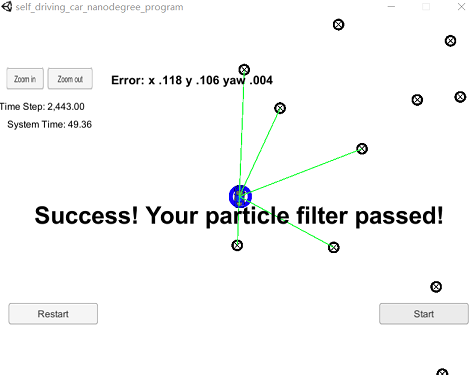 self_driving_car_nanodegree_program
Zoom in Zoom out Error: x .118 y .106 yaw .004
Time Step: 2,443.00
System Time: 49.36
Success! Your particle filter passed!
Restart Start